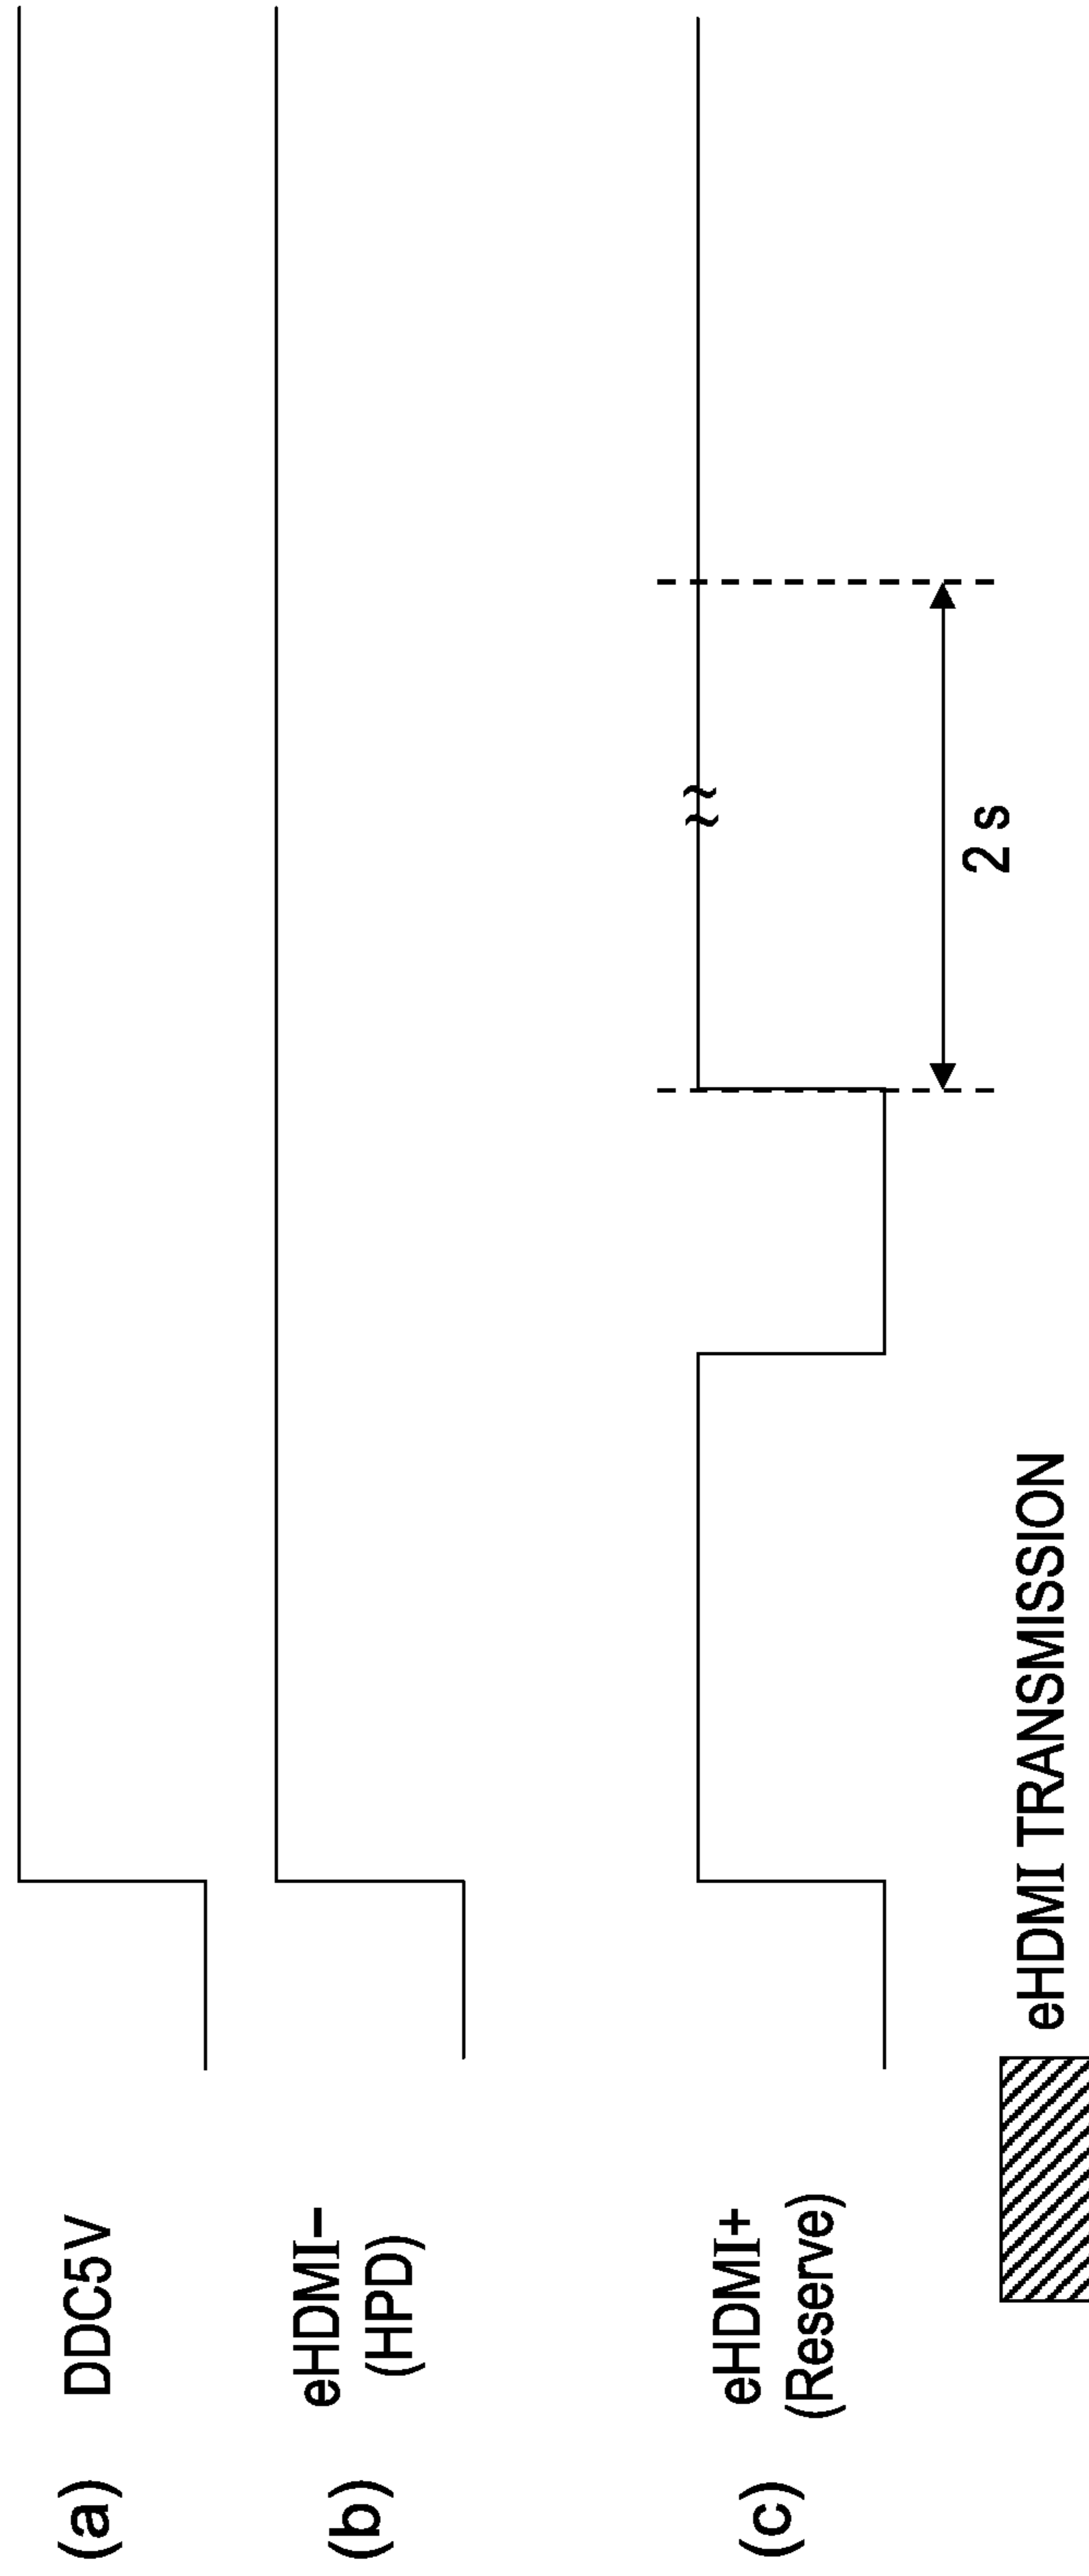 (a) DDC5V
(b) eHDMI−
(HPD)
(c) eHDMI+
(Reserve)
2 s
eHDMI TRANSMISSION